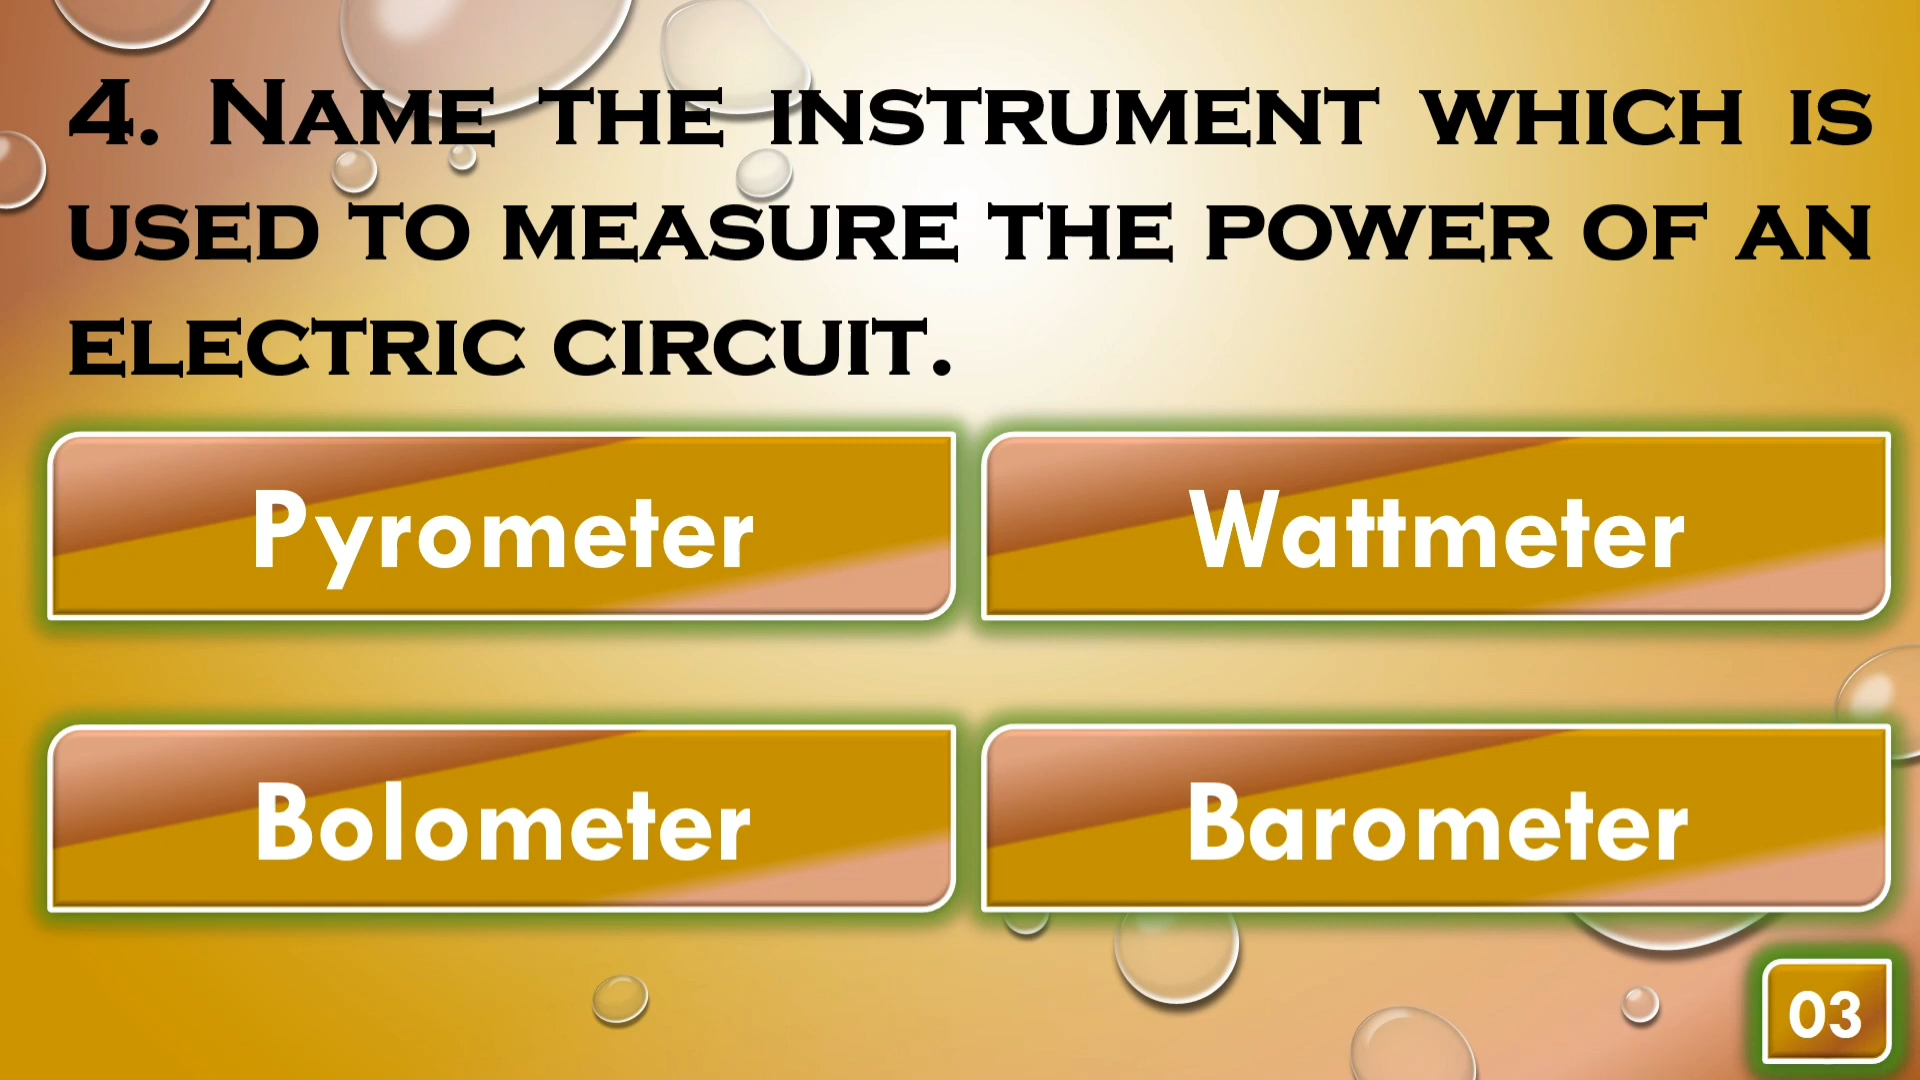 4. Name the instrument which is
used to measure the power of an
electric circuit.
Pyrometer
Wattmeter
Bolometer
Barometer
03